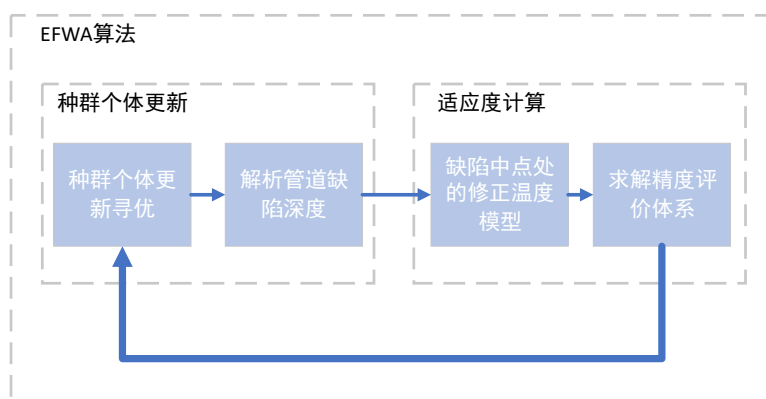 EFWA算法
种群个体更新
适应度计算
种群个体更
新寻优
解析管道缺
陷深度
缺陷中点处
的修正温度
模型
求解精度评
价体系